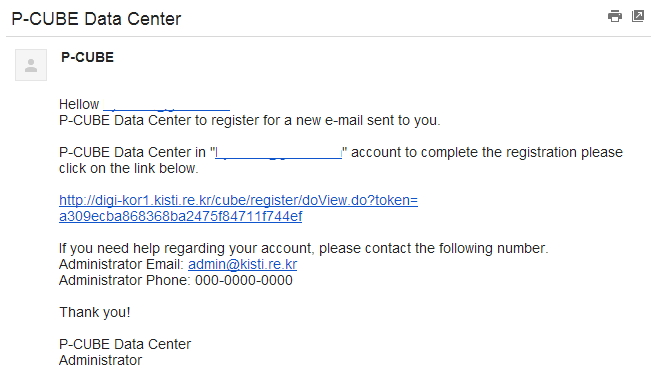 P-CUBE Data Center
P-CUBE
Hellow
P-CUBE Data Center to register for a new e-mail sent to you.
P-CUBE Data Center in "" account to complete the registration please
click on the link below.
http://digi-kor1.kisti.re.kr/cube/register/doView.do?token=
a309ecba868368ba2475f84711f744ef
If you need help regarding your account, please contact the following number.
Administrator Email: admin@kisti.re.kr
Administrator Phone: 000-0000-0000
Thank you!
P-CUBE Data Center
Administrator